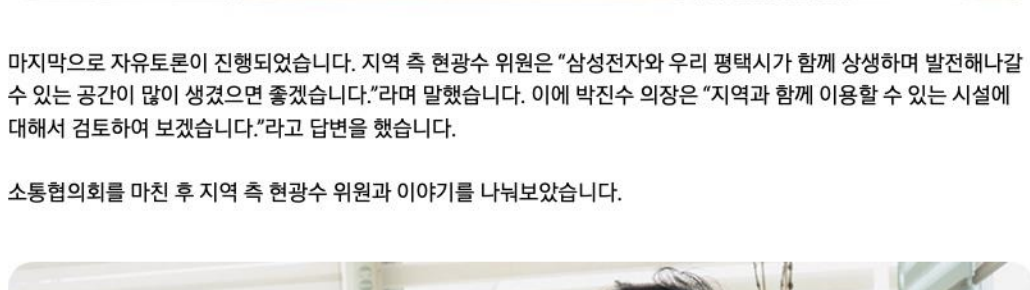 마지막으로 자유토론이 진행되었습니다. 지역 측 현광수 위원은 “삼성전자와 우리 평택시가 함께 상생하며 발전해나갈
수 있는 공간이 많이 생겼으면 좋겠습니다.”라며 말했습니다. 이에 박진수 의장은 “지역과 함께 이용할 수 있는 시설에
대해서 검토하여 보겠습니다.”라고 답변을 했습니다.
소통협의회를 마친 후 지역 측 현광수 위원과 이야기를 나눠보았습니다.